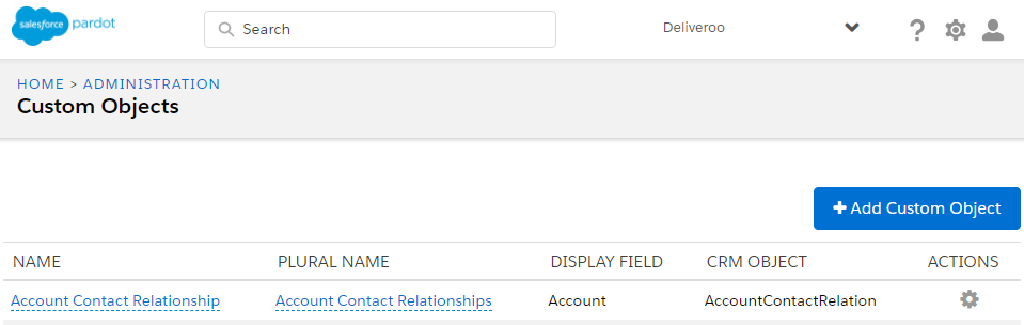 salesforce pardot
Search
Deliveroo
HOME > ADMINISTRATION
Custom Objects
+ Add Custom Object
NAME PLURAL NAME DISPLAY FIELD CRM OBJECT ACTIONS
Account Contact Relationship Account Contact Relationships Account AccountContactRelation